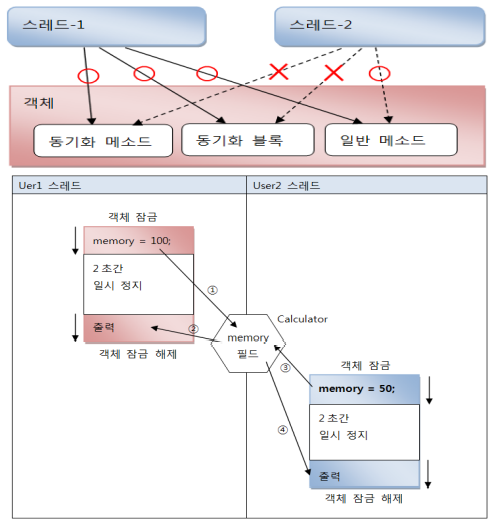 스레드-1
스레드-2
객체
동기화 메소드
동기화 블록
일반 메소드
Uer1 스레드
User2 스레드
객체 잠금
memory = 100;
2초간
일시 정지
출력
객체 잠금 해제
①
②
Calculator
memory
필드
③
④
객체 잠금
memory = 50;
2초간
일시 정지
출력
객체 잠금 해제